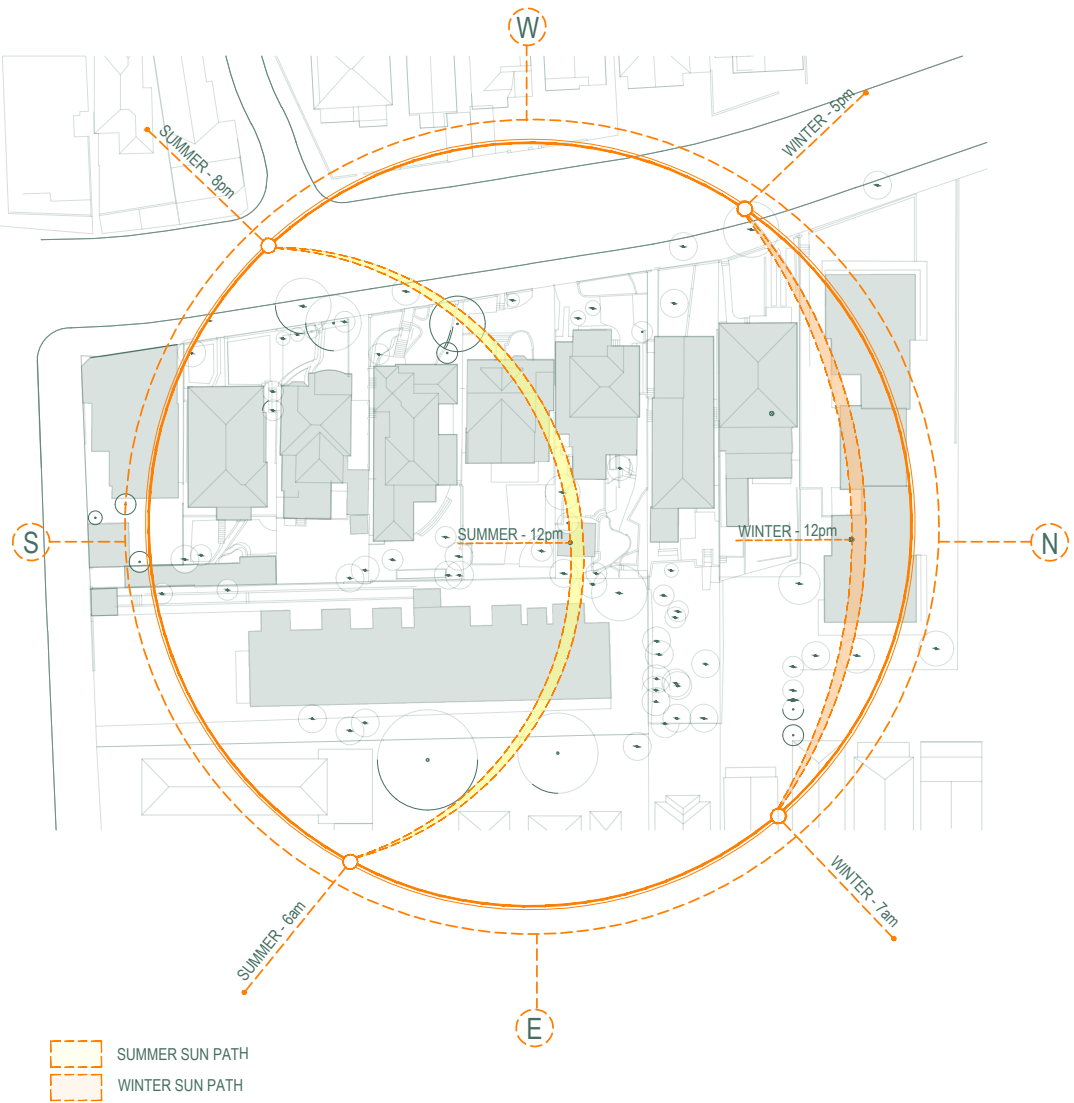 W
WINTER - 5pm
SUMMER - 8pm
S
SUMMER - 12pm
WINTER - 12pm
N
WINTER - 7am
SUMMER - 6am
E
SUMMER SUN PATH
WINTER SUN PATH